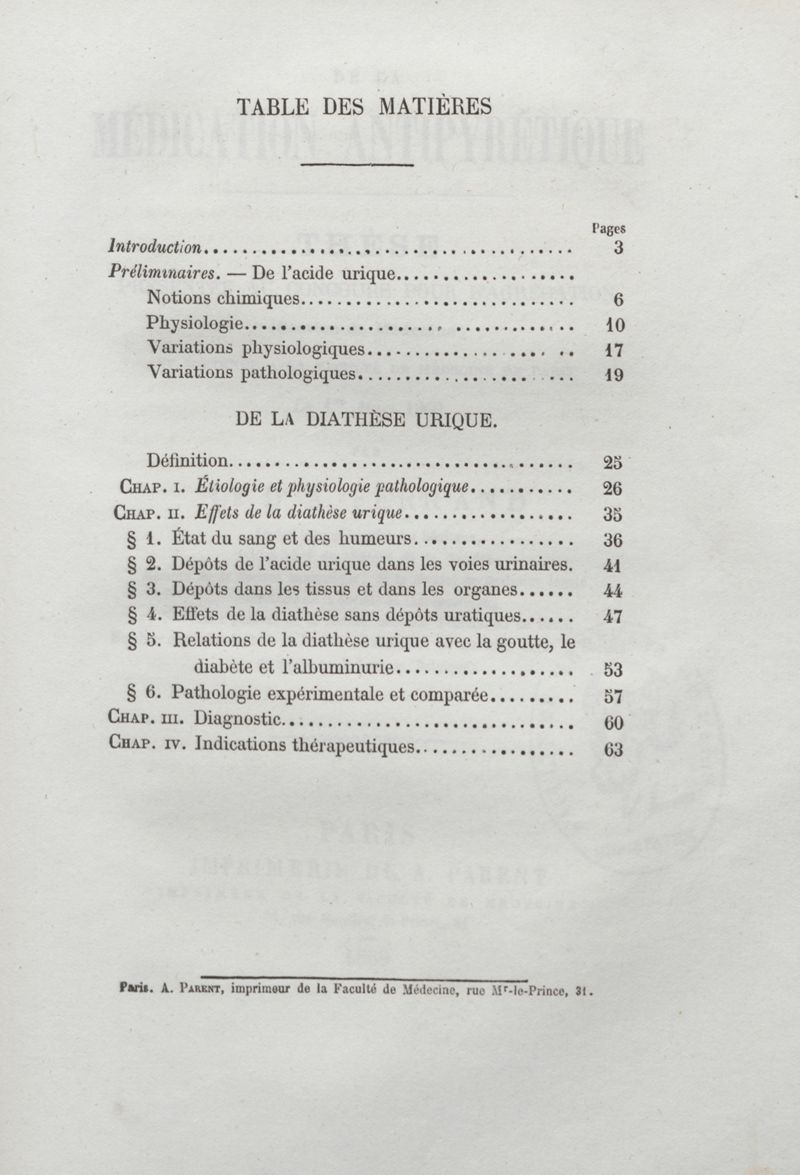 TABLE DES MATIÈRES
Pages
Introduction........................................ 3
Préliminaires. — De l'acide urique...................
Notions chimiques.............................. 6
Physiologie.................................... 10
Variations physiologiques...................... 17
Variations pathologiques....................... 19
DE LA DIATHÈSE URIQUE.
Définition..................................... 25
CHAP. I. Étiologie et physiologie pathologique........... 26
CHAP. II. Effets de la diathèse urique.................. 35
§ 1. État du sang et des humeurs................. 36
§ 2. Dépôts de l'acide urique dans les voies urinaires. 41
§ 3. Dépôts dans les tissus et dans les organes...... 44
§ 4. Effets de la diathèse sans dépôts uratiques...... 47
§ 5. Relations de la diathèse urique avec la goutte, le
diabète et l'albuminurie................... 53
§ 6. Pathologie expérimentale et comparée......... 57
CHAP. III. Diagnostic............................... 60
CHAP. IV. Indications thérapeutiques................. 63
Paris. A. PARENT, imprimeur de la Faculté de Médecine, rue Mr-le-Prince, 31.